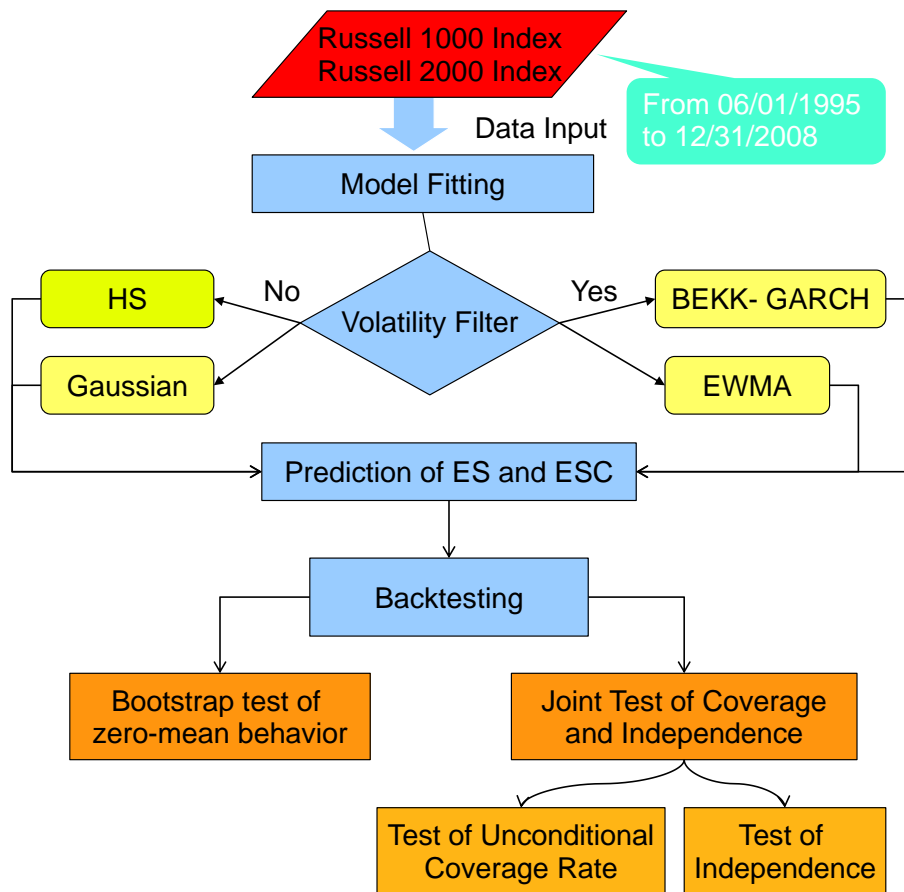 Russell 1000 Index
Russell 2000 Index
From 06/01/1995
to 12/31/2008
Data Input
Model Fitting
HS
No
Yes
BEKK- GARCH
Volatility Filter
Gaussian
EWMA
Prediction of ES and ESC
Backtesting
Bootstrap test of
zero-mean behavior
Joint Test of Coverage
and Independence
Test of Unconditional
Coverage Rate
Test of
Independence